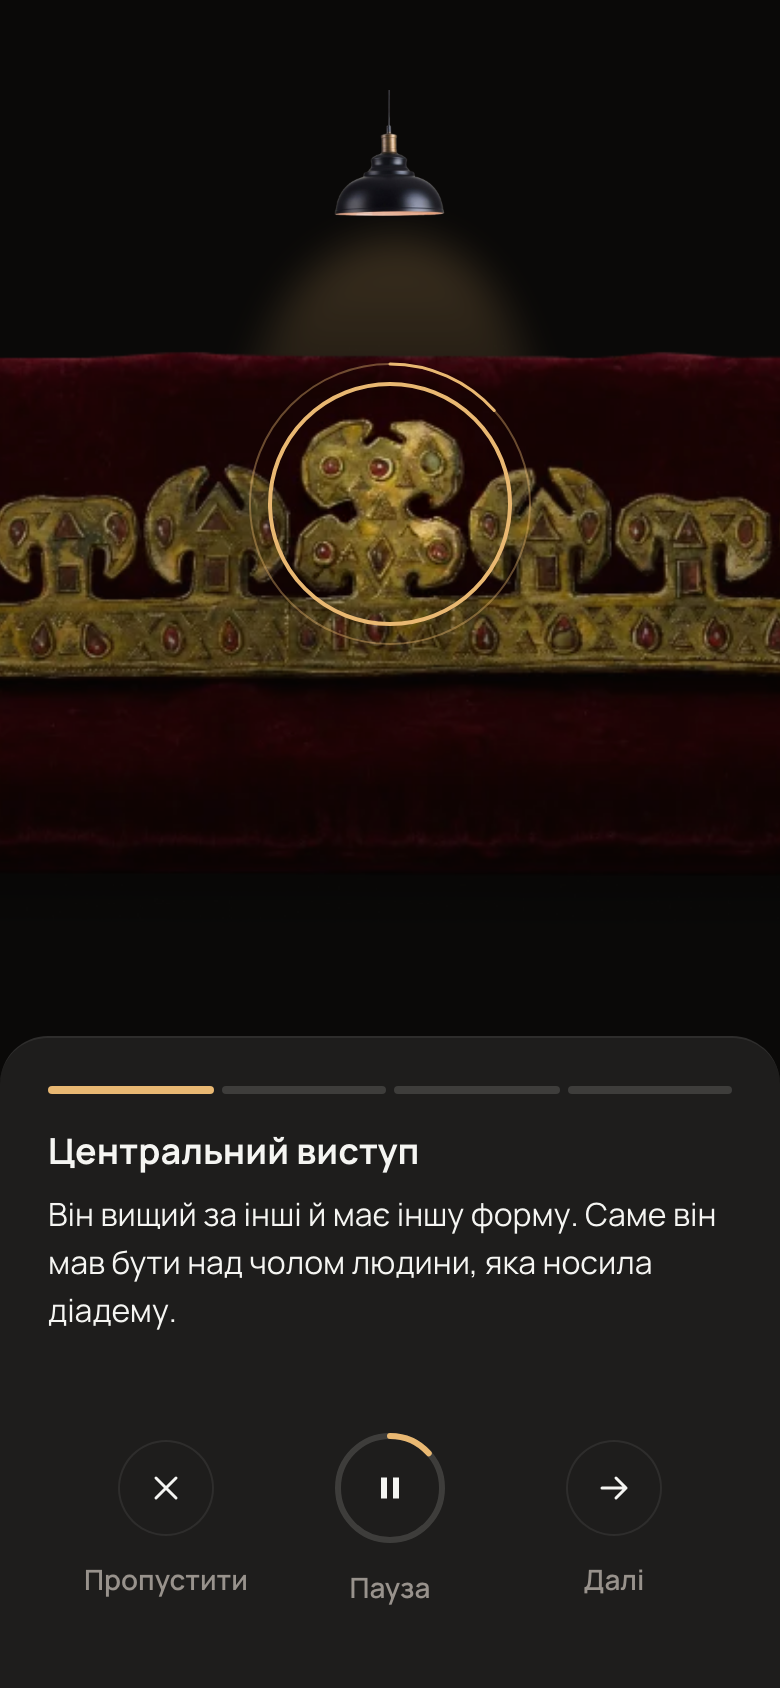 Центральний виступ
Він вищий за інші й має іншу форму. Саме він
мав бути над чолом людини, яка носила
діадему.
Пропустити
Пауза
Далі